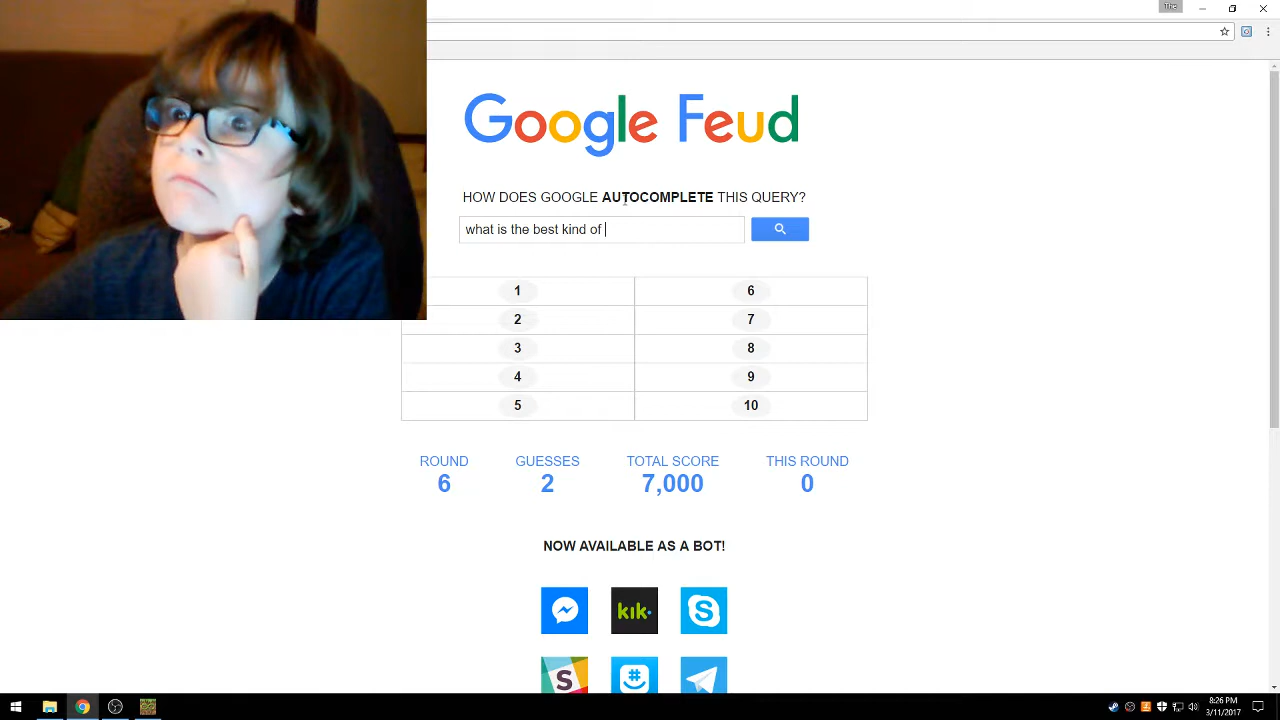 Google Feud
HOW DOES GOOGLE AUTOCOMPLETE THIS QUERY?
what is the best kind of
1 6
2 7
3 8
4 9
5 10
ROUND GUESSES TOTAL SCORE THIS ROUND
6 2 7,000 0
NOW AVAILABLE AS A BOT!
kik
S #
8:26 PM
3/11/2017